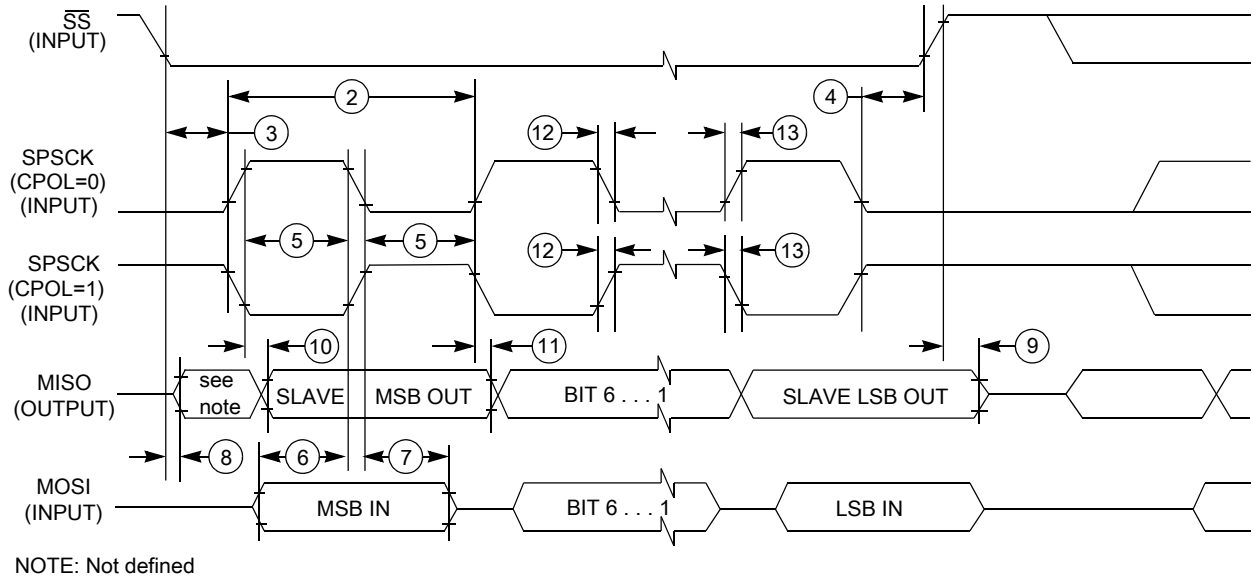 SS
(INPUT)
2
4
3
12
13
SPSCK
(CPOL=0)
(INPUT)
5
5
12
13
SPSCK
(CPOL=1)
(INPUT)
10
11
9
MISO
(OUTPUT)
see
note
SLAVE
MSB OUT
BIT 6 . . . 1
SLAVE LSB OUT
8
6
7
MOSI
(INPUT)
MSB IN
BIT 6 . . . 1
LSB IN
NOTE: Not defined